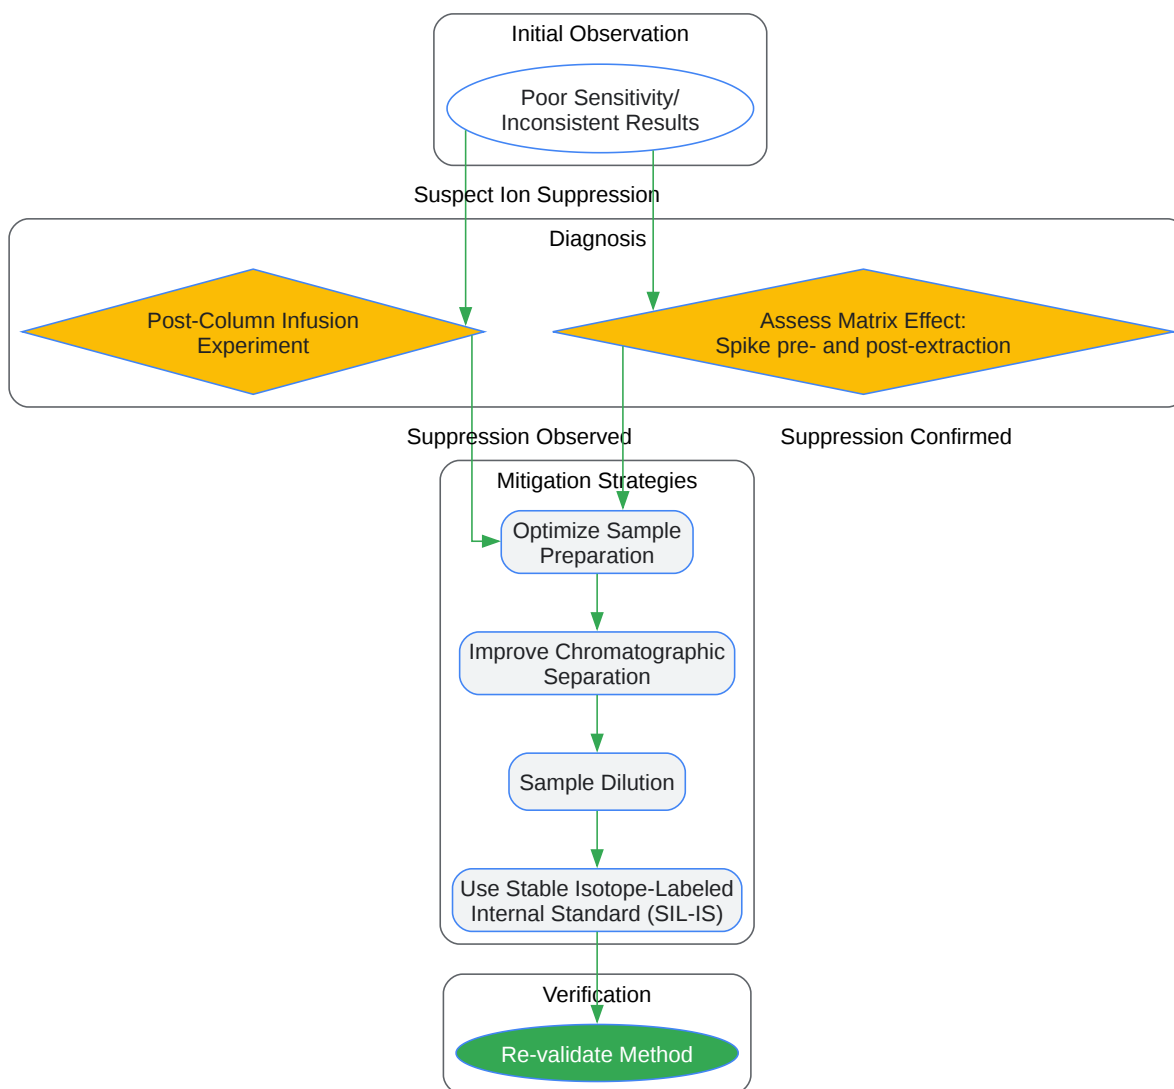 Initial Observation
Poor Sensitivity/
Inconsistent Results
Suspect Ion Suppression
Diagnosis
Post-Column Infusion
Experiment
Assess Matrix Effect:
Spike pre- and post-extraction
Suppression Observed
Suppression Confirmed
Mitigation Strategies
Optimize Sample
Preparation
Improve Chromatographic
Separation
Sample Dilution
Use Stable Isotope-Labeled
Internal Standard (SIL-IS)
Verification
Re-validate Method